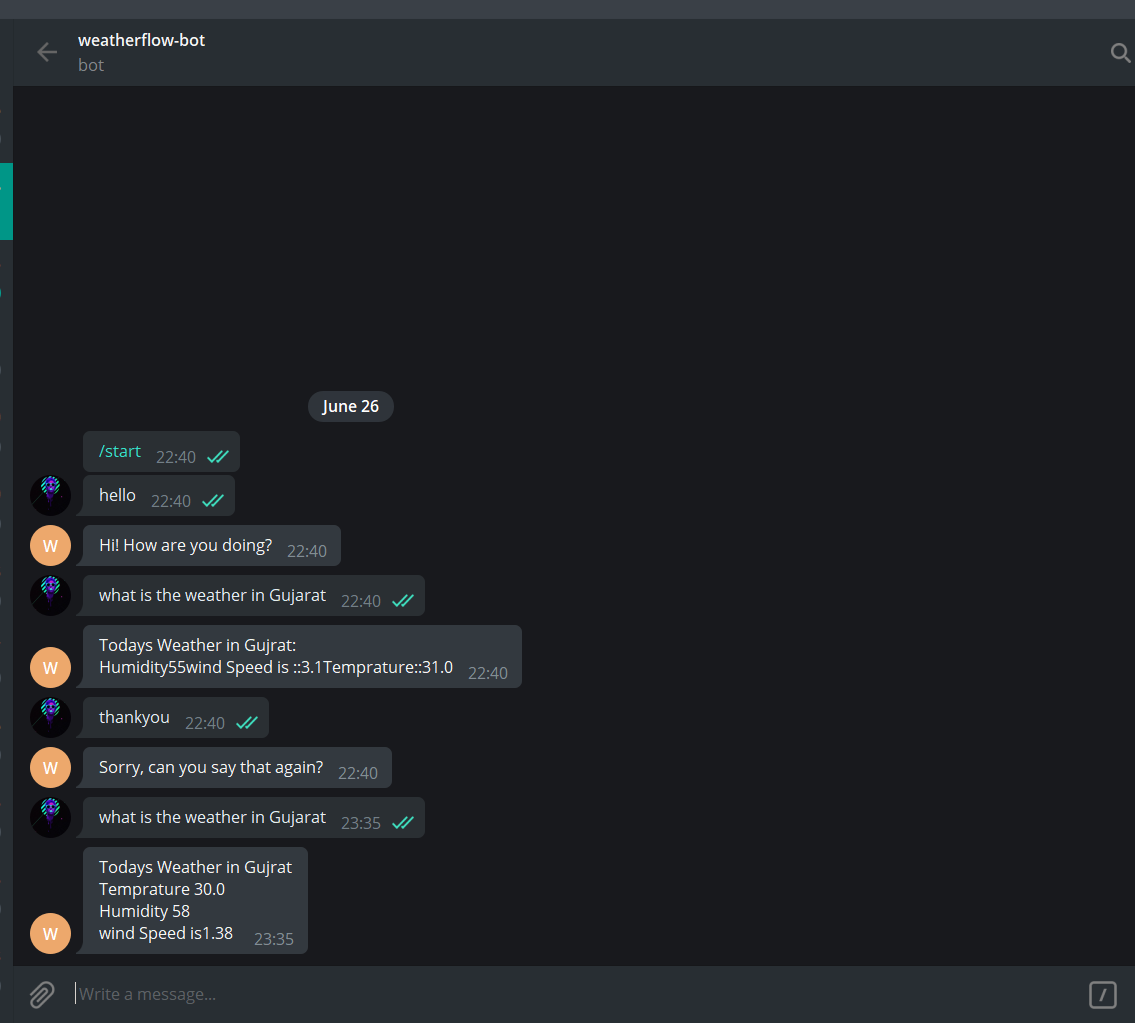 weatherflow-bot
bot
June 26
/start 22:40
hello 22:40
W
Hi! How are you doing? 22:40
what is the weather in Gujarat 22:40
Todays Weather in Gujrat:
W
Humidity55wind Speed is ::3.1Temprature::31.0 22:40
thankyou 22:40
W
Sorry, can you say that again? 22:40
what is the weather in Gujarat 23:35
Todays Weather in Gujrat
Temprature 30.0
Humidity 58
W
wind Speed is1.38 23:35
Write a message...
/